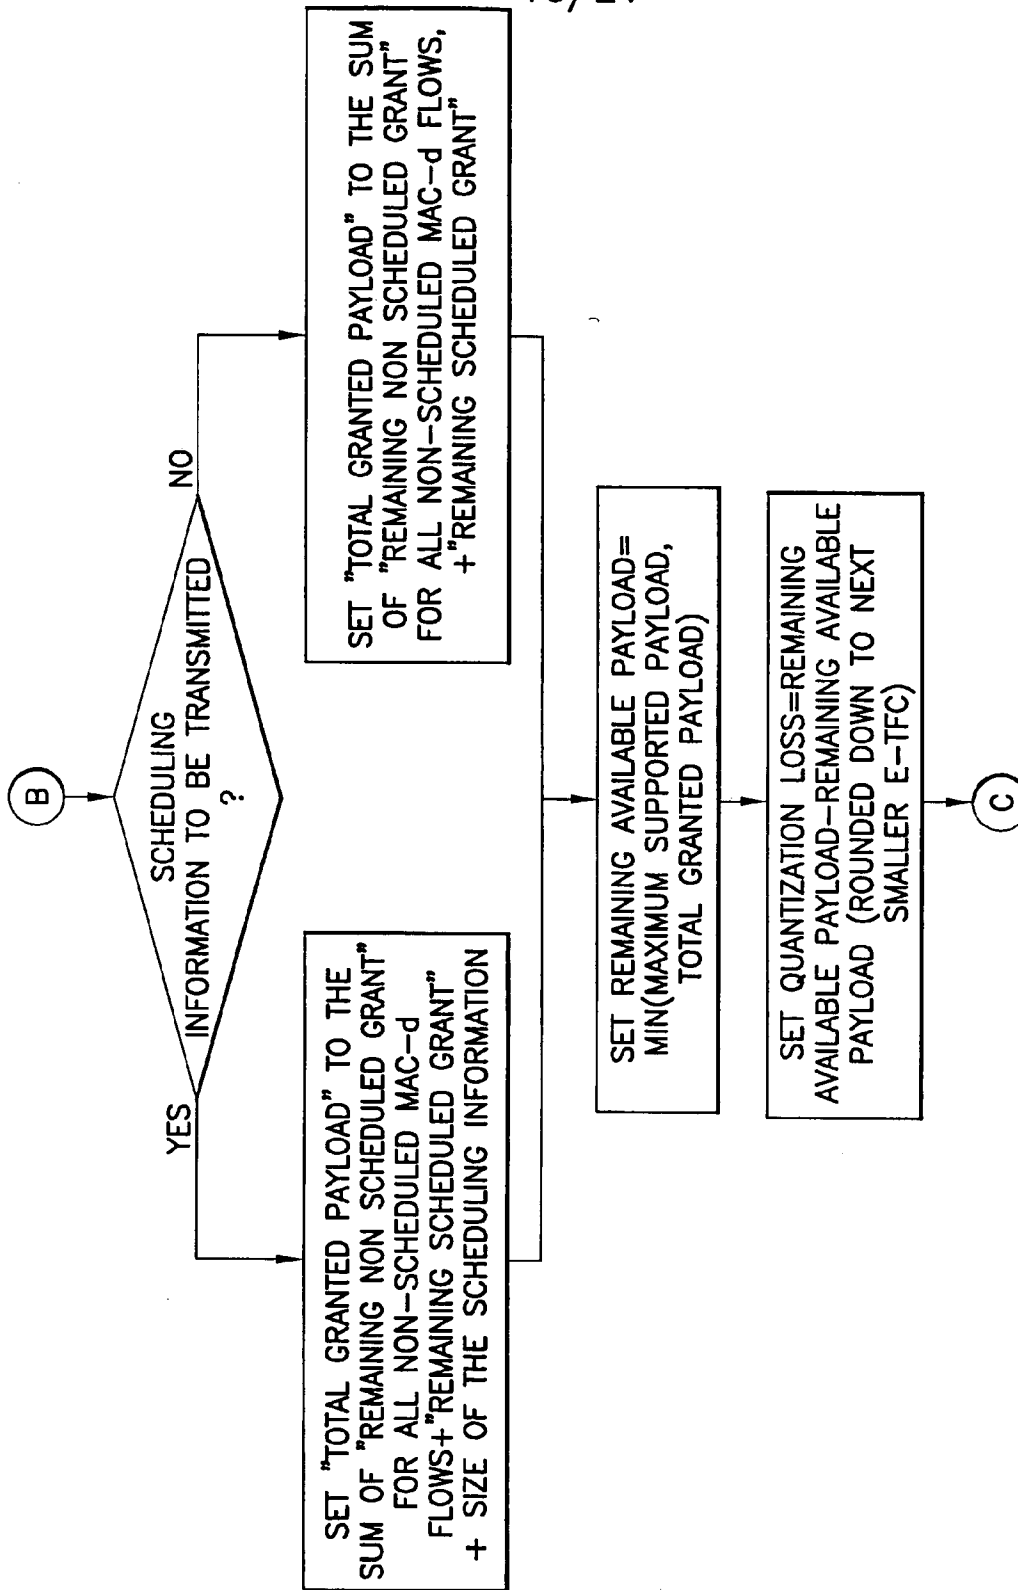 B
SCHEDULING
INFORMATION TO BE TRANSMITTED
?
YES
NO
SET "TOTAL GRANTED PAYLOAD" TO THE
SUM OF "REMAINING NON SCHEDULED GRANT"
FOR ALL NON-SCHEDULED MAC-d
FLOWS+"REMAINING SCHEDULED GRANT"
+ SIZE OF THE SCHEDULING INFORMATION
SET "TOTAL GRANTED PAYLOAD" TO THE SUM
OF "REMAINING NON SCHEDULED GRANT"
FOR ALL NON-SCHEDULED MAC-d FLOWS,
+"REMAINING SCHEDULED GRANT"
SET REMAINING AVAILABLE PAYLOAD=
MIN(MAXIMUM SUPPORTED PAYLOAD,
TOTAL GRANTED PAYLOAD)
SET QUANTIZATION LOSS=REMAINING
AVAILABLE PAYLOAD-REMAINING AVAILABLE
PAYLOAD (ROUNDED DOWN TO NEXT
SMALLER E-TFC)
C